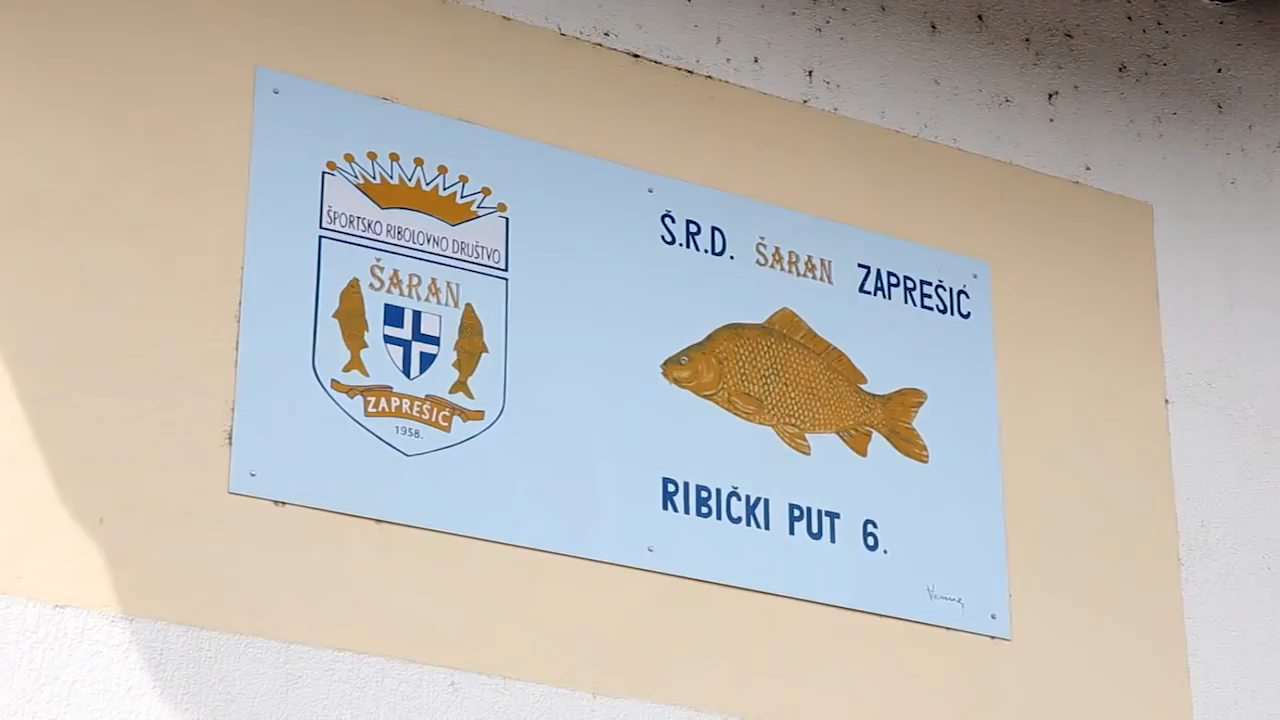 ŠPORTSKO RIBOLOVNO DRUŠTVO
ŠARAN
ZAPREŠIĆ
1958.
Š.R.D. ŠARAN ZAPREŠIĆ
RIBIČKI PUT 6.